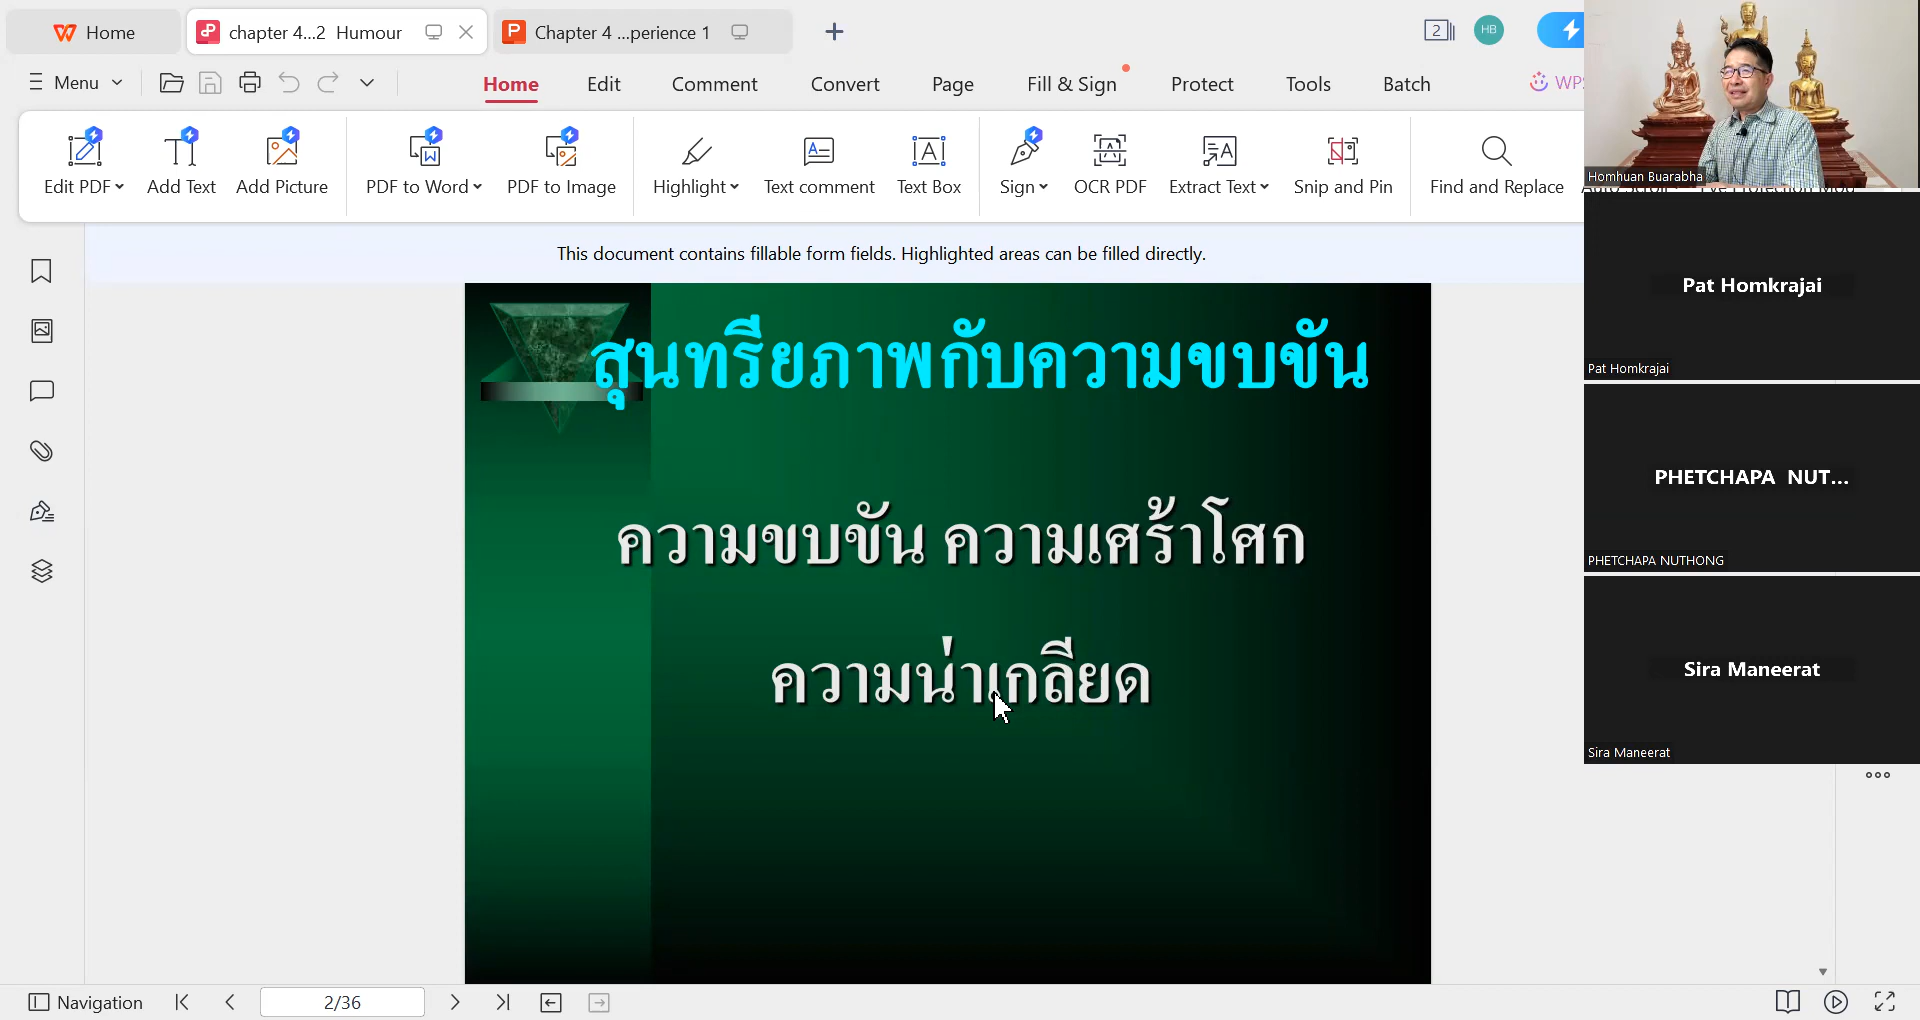 Home
chapter 4...2 Humour
Chapter 4 ...perience 1
2
HB
Menu
Home
Edit
Comment
Convert
Page
Fill & Sign
Protect
Tools
Batch
Edit PDF
Add Text
Add Picture
PDF to Word
PDF to Image
Highlight
Text comment
Text Box
Sign
OCR PDF
Extract Text
Snip and Pin
Find and Replace
This document contains fillable form fields. Highlighted areas can be filled directly.
สุนทรียภาพกับความขบขัน
ความขบขัน ความเศร้าโศก
ความน่าเกลียด
Homhuan Buarabha
Pat Homkrajai
Pat Homkrajai
PHETCHAPA NUT...
PHETCHAPA NUTHONG
Sira Maneerat
Sira Maneerat
Navigation
2/36